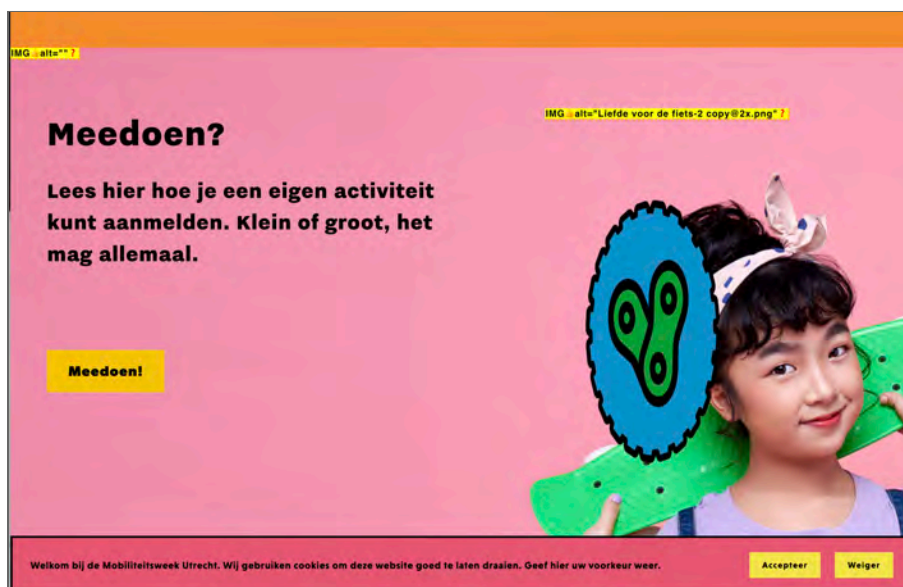 IMG 👍alt="" ?
IMG 👍alt="Liefde voor de fiets-2 copy@2x.png" ?
Meedoen?
Lees hier hoe je een eigen activiteit
kunt aanmelden. Klein of groot, het
mag allemaal.
Meedoen!
Welkom bij de Mobiliteitsweek Utrecht. Wij gebruiken cookies om deze website goed te laten draaien. Geef hier uw voorkeur weer.
Accepteer
Weiger